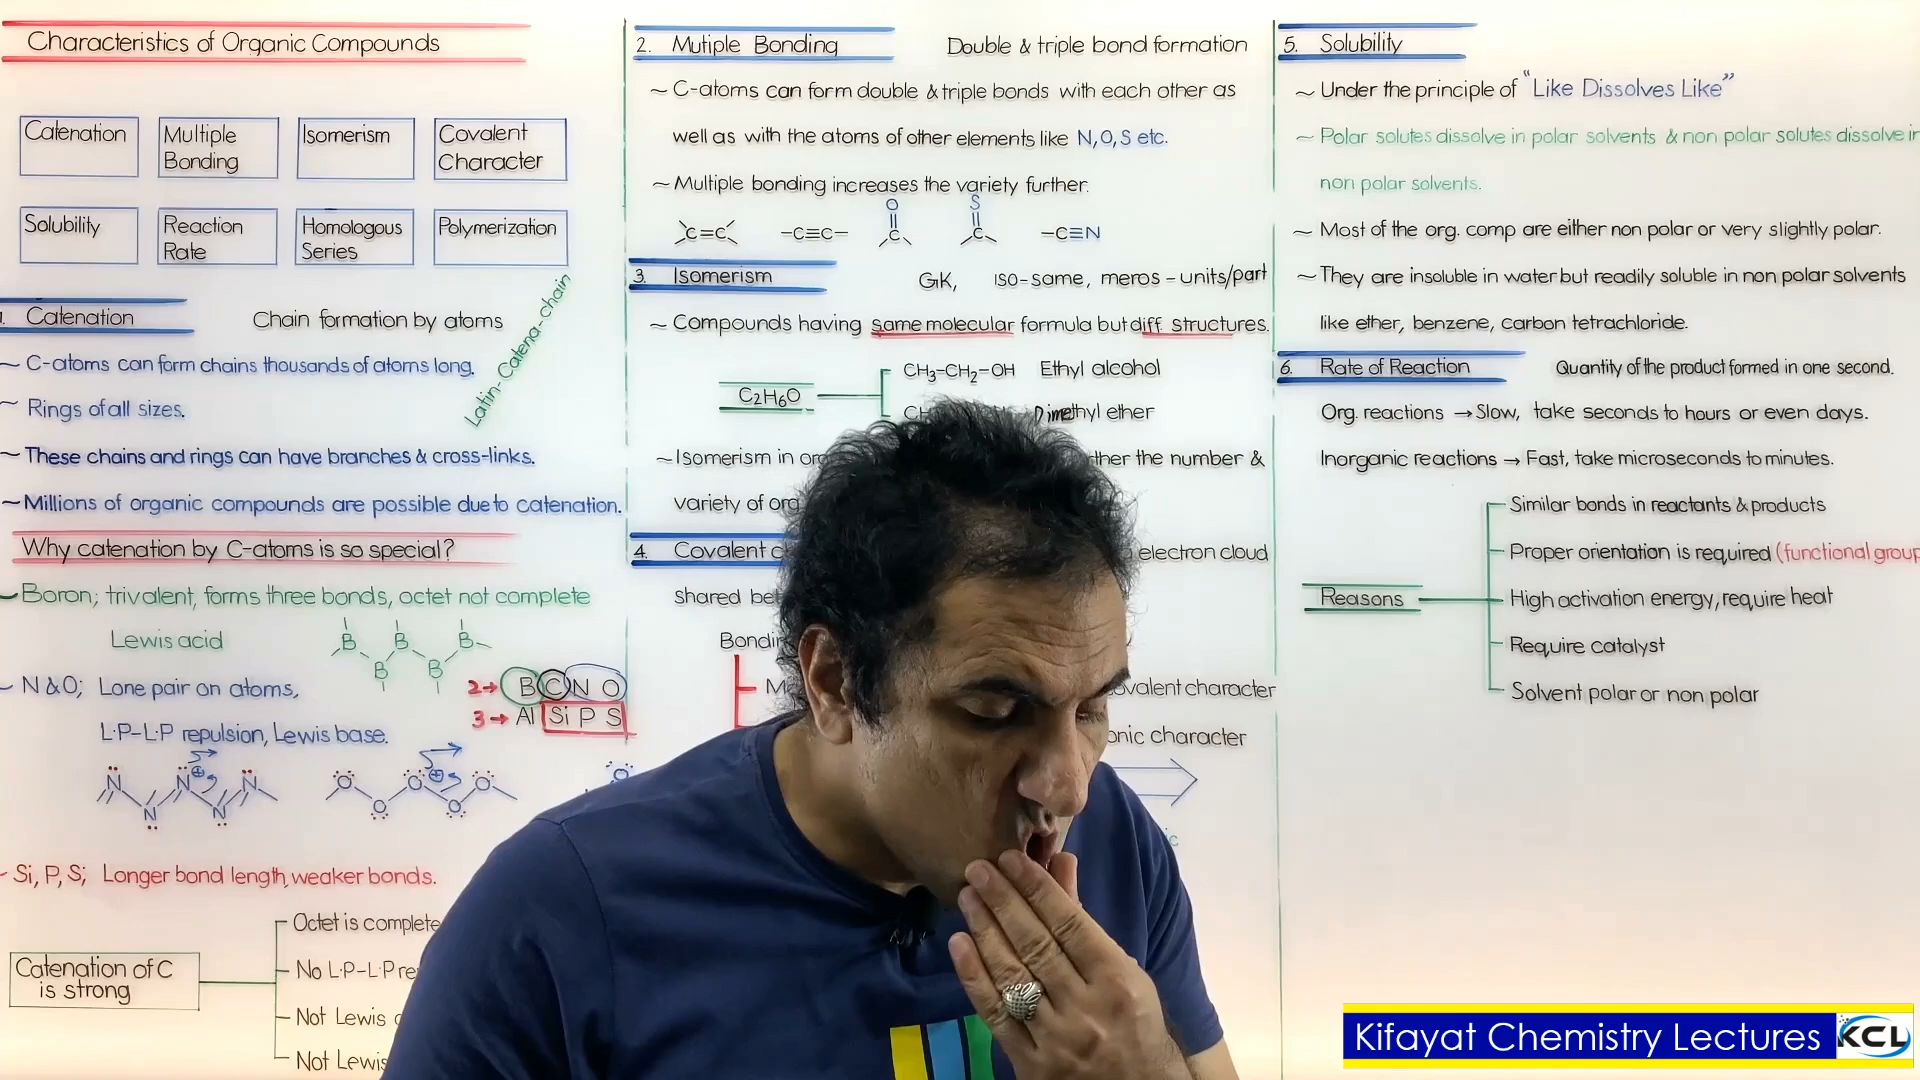 Characteristics of Organic Compounds
Catenation
Multiple
Bonding
Isomerism
Covalent
Character
Solubility
Reaction
Rate
Homologous
Series
Polymerization
1. Catenation
Chain formation by atoms
Latin-Catena-chain
~ C-atoms can form chains thousands of atoms long.
~ Rings of all sizes.
~ These chains and rings can have branches & cross-links.
~ Millions of organic compounds are possible due to catenation.
Why catenation by C-atoms is so special?
~ Boron; trivalent, forms three bonds, octet not complete
Lewis acid
B B B
B B
~ N & O; Lone pair on atoms,
2→ B C N O
3→ Al Si P S
L·P-L·P repulsion, Lewis base.
N N N
N N
O O O
O O
~ Si, P, S; Longer bond length, weaker bonds.
Catenation of C
is strong
Octet is complete
No L·P-L·P
Not Lewis
Not Lewis
2. Mutiple Bonding
Double & triple bond formation
~ C-atoms can form double & triple bonds with each other as
well as with the atoms of other elements like N, O, S etc.
~ Multiple bonding increases the variety further.
C=C
-C≡C-
O
C
S
C
-C≡N
3. Isomerism
GK, iso-same, meros-units/part
~ Compounds having same molecular formula but diff structures.
C2H6O
CH3-CH2-OH Ethyl alcohol
Dimethyl ether
~ Isomerism in
the number &
variety of
4. Covalent
electron cloud
shared
covalent character
ionic character
5. Solubility
~ Under the principle of "Like Dissolves Like"
~ Polar solutes dissolve in polar solvents & non polar solutes dissolve in
non polar solvents.
~ Most of the org. comp are either non polar or very slightly polar.
~ They are insoluble in water but readily soluble in non polar solvents
like ether, benzene, carbon tetrachloride.
6. Rate of Reaction
Quantity of the product formed in one second.
Org. reactions → Slow, take seconds to hours or even days.
Inorganic reactions → Fast, take microseconds to minutes.
Reasons
Similar bonds in reactants & products
Proper orientation is required (functional group
High activation energy, require heat
Require catalyst
Solvent polar or non polar
Kifayat Chemistry Lectures KCL